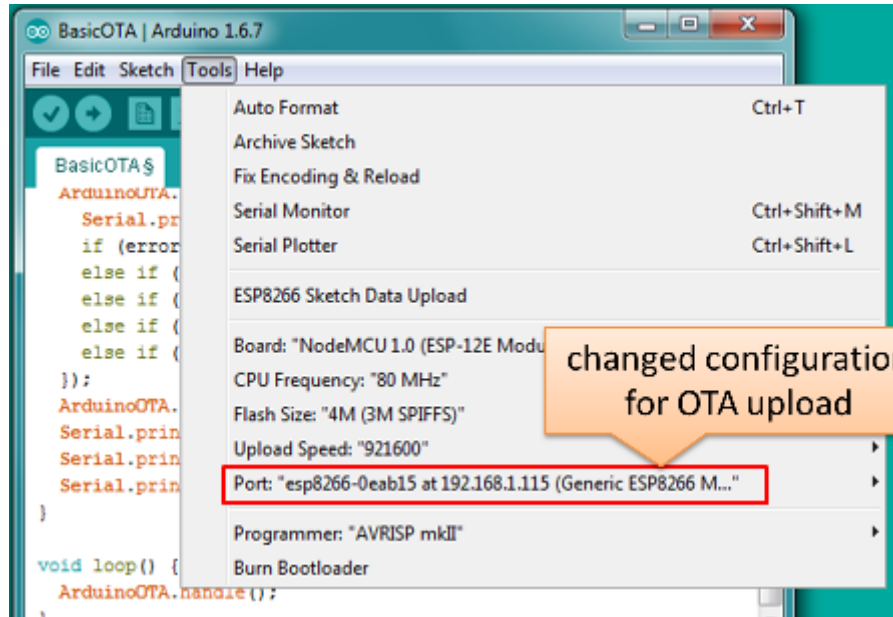 BasicOTA | Arduino 1.6.7
File Edit Sketch Tools Help
Auto Format Ctrl+T
Archive Sketch
Fix Encoding & Reload
Serial Monitor Ctrl+Shift+M
Serial Plotter Ctrl+Shift+L
ESP8266 Sketch Data Upload
Board: "NodeMCU 1.0 (ESP-12E Modu
CPU Frequency: "80 MHz"
Flash Size: "4M (3M SPIFFS)"
Upload Speed: "921600"
Port: "esp8266-0eab15 at 192.168.1.115 (Generic ESP8266 M..."
Programmer: "AVRISP mkII"
Burn Bootloader
changed configuratio
for OTA upload
BasicOTA§
ArduinoOTA.
Serial.pr
if (error
else if (
else if (
else if (
else if (
});
ArduinoOTA.
Serial.prin
Serial.prin
Serial.prin
}
void loop() {
ArduinoOTA.handle();